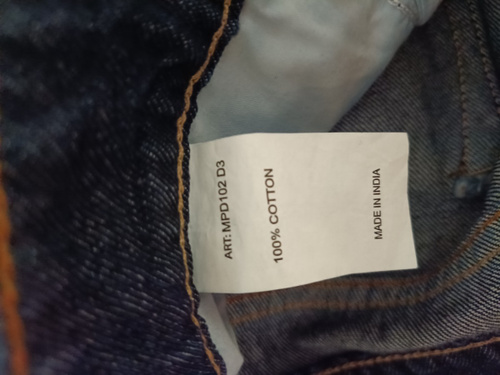 ART: MPD102 D3
100% COTTON
MADE IN INDIA